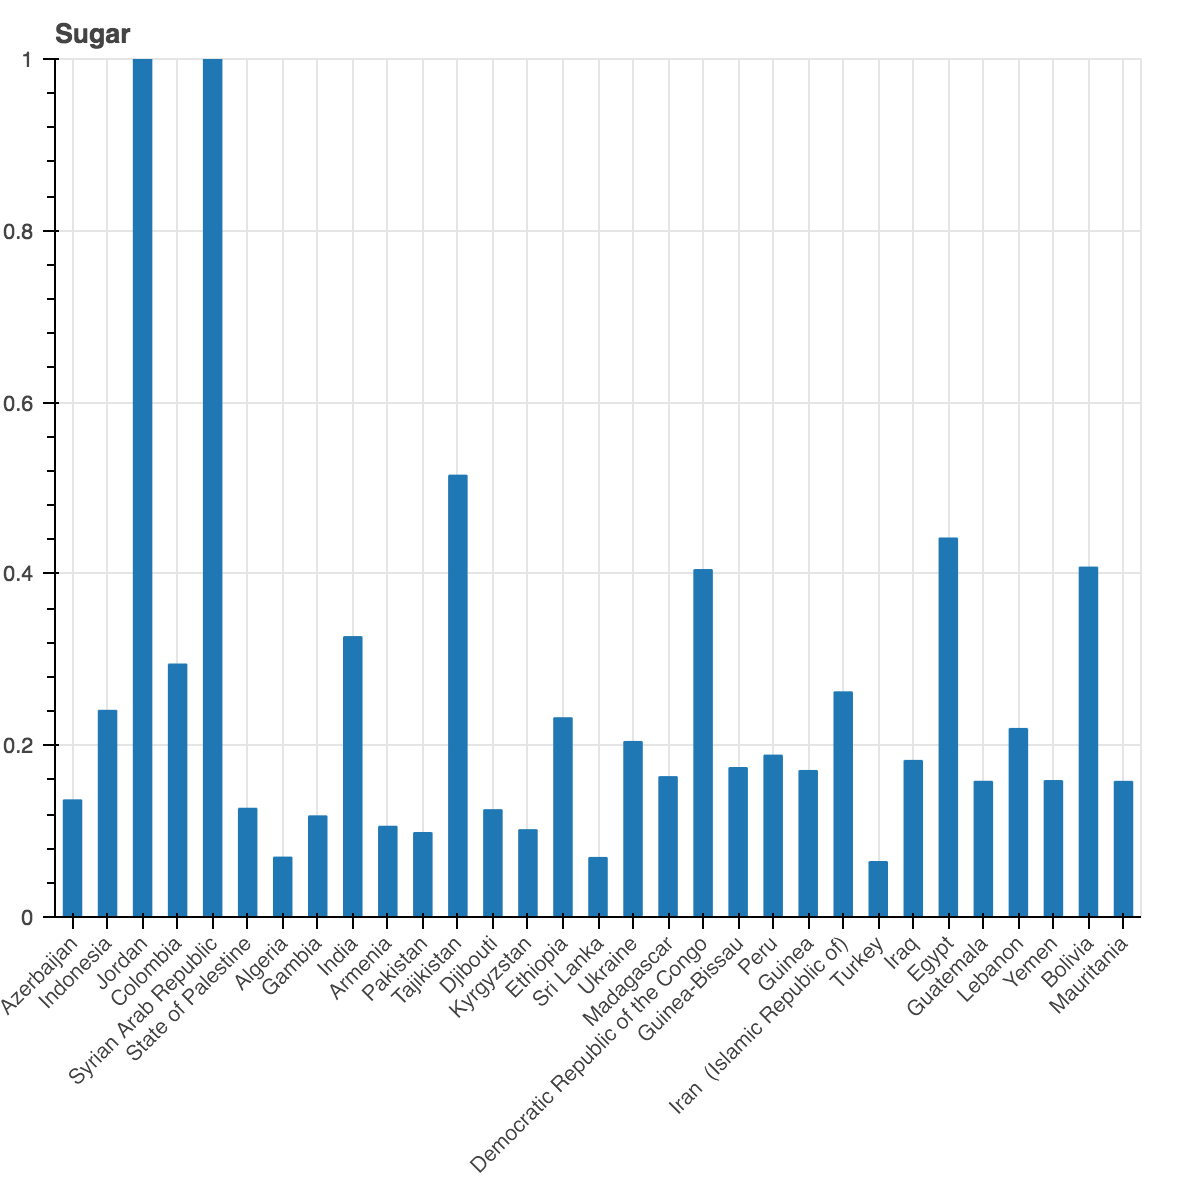 Sugar
1
0.8
0.6
0.4
0.2
0
Azerbaijan
Indonesia
Jordan
Colombia
Syrian Arab Republic
State of Palestine
Algeria
Gambia
India
Armenia
Pakistan
Tajikistan
Djibouti
Kyrgyzstan
Ethiopia
Sri Lanka
Ukraine
Madagascar
Democratic Republic of the Congo
Guinea-Bissau
Peru
Guinea
Iran  (Islamic Republic of)
Turkey
Iraq
Egypt
Guatemala
Lebanon
Yemen
Bolivia
Mauritania